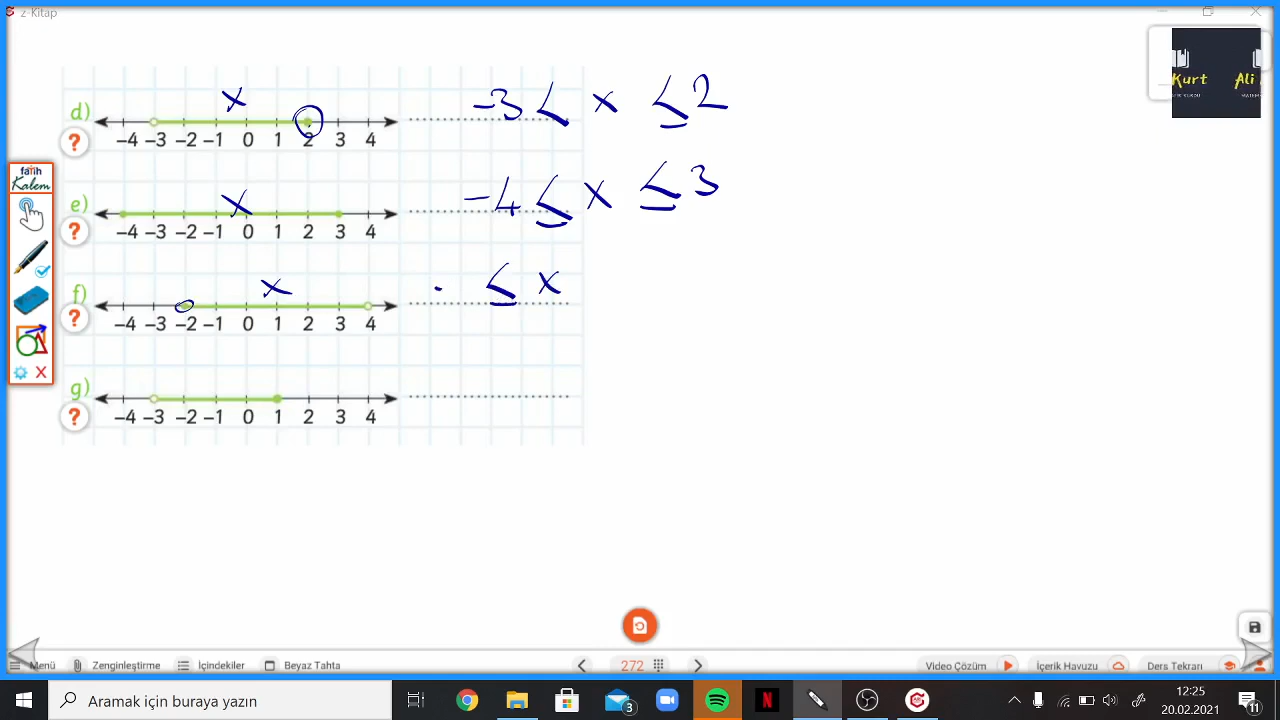 z-Kitap
Kurt Ali
d) x -3 < x ≤ 2
? -4 -3 -2 -1 0 1 2 3 4
fatih
Kalem
e) x -4 ≤ x ≤ 3
? -4 -3 -2 -1 0 1 2 3 4
f) x ≤ x
? -4 -3 -2 -1 0 1 2 3 4
g)
? -4 -3 -2 -1 0 1 2 3 4
Menü Zenginleştirme İçindekiler Beyaz Tahta 272 Video Çözüm İçerik Havuzu Ders Tekrarı
Aramak için buraya yazın 3 N 12:25
20.02.2021 11